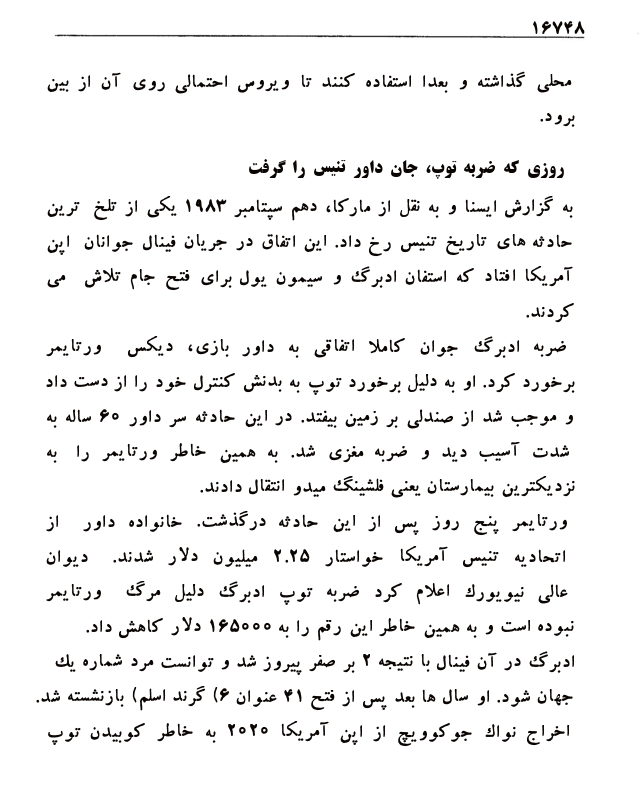 ۱۶۷۴۸
محلی گذاشته و بعدا استفاده کنند تا ویروس احتمالی روی آن از بین
برود.
روزی که ضربه توپ، جان داور تنیس را گرفت
به گزارش ایسنا و به نقل از مارکا، دهم سپتامبر ۱۹۸۳ یکی از تلخ ترین
حادثه های تاریخ تنیس رخ داد. این اتفاق در جریان فینال جوانان اپن
آمریکا افتاد که استفان ادبرگ و سیمون یول برای فتح جام تلاش می
کردند.
ضربه ادبرگ جوان کاملا اتفاقی به داور بازی، دیکس ورتایمر
برخورد کرد. او به دلیل برخورد توپ به بدنش کنترل خود را از دست داد
و موجب شد از صندلی بر زمین بیفتد. در این حادثه سر داور ۶۰ ساله به
شدت آسیب دید و ضربه مغزی شد. به همین خاطر ورتایمر را به
نزدیکترین بیمارستان یعنی فلشینگ میدو انتقال دادند.
ورتایمر پنج روز پس از این حادثه درگذشت. خانواده داور از
اتحادیه تنیس آمریکا خواستار ۲.۲۵ میلیون دلار شدند. دیوان
عالی نیویورک اعلام کرد ضربه توپ ادبرگ دلیل مرگ ورتایمر
نبوده است و به همین خاطر این رقم را به ۱۶۵۰۰۰ دلار کاهش داد.
ادبرگ در آن فینال با نتیجه ۲ بر صفر پیروز شد و توانست مرد شماره یک
جهان شود. او سال ها بعد پس از فتح ۴۱ عنوان ۶) گرند اسلم) بازنشسته شد.
اخراج نواک جوکوویچ از اپن آمریکا ۲۰۲۰ به خاطر کوبیدن توپ